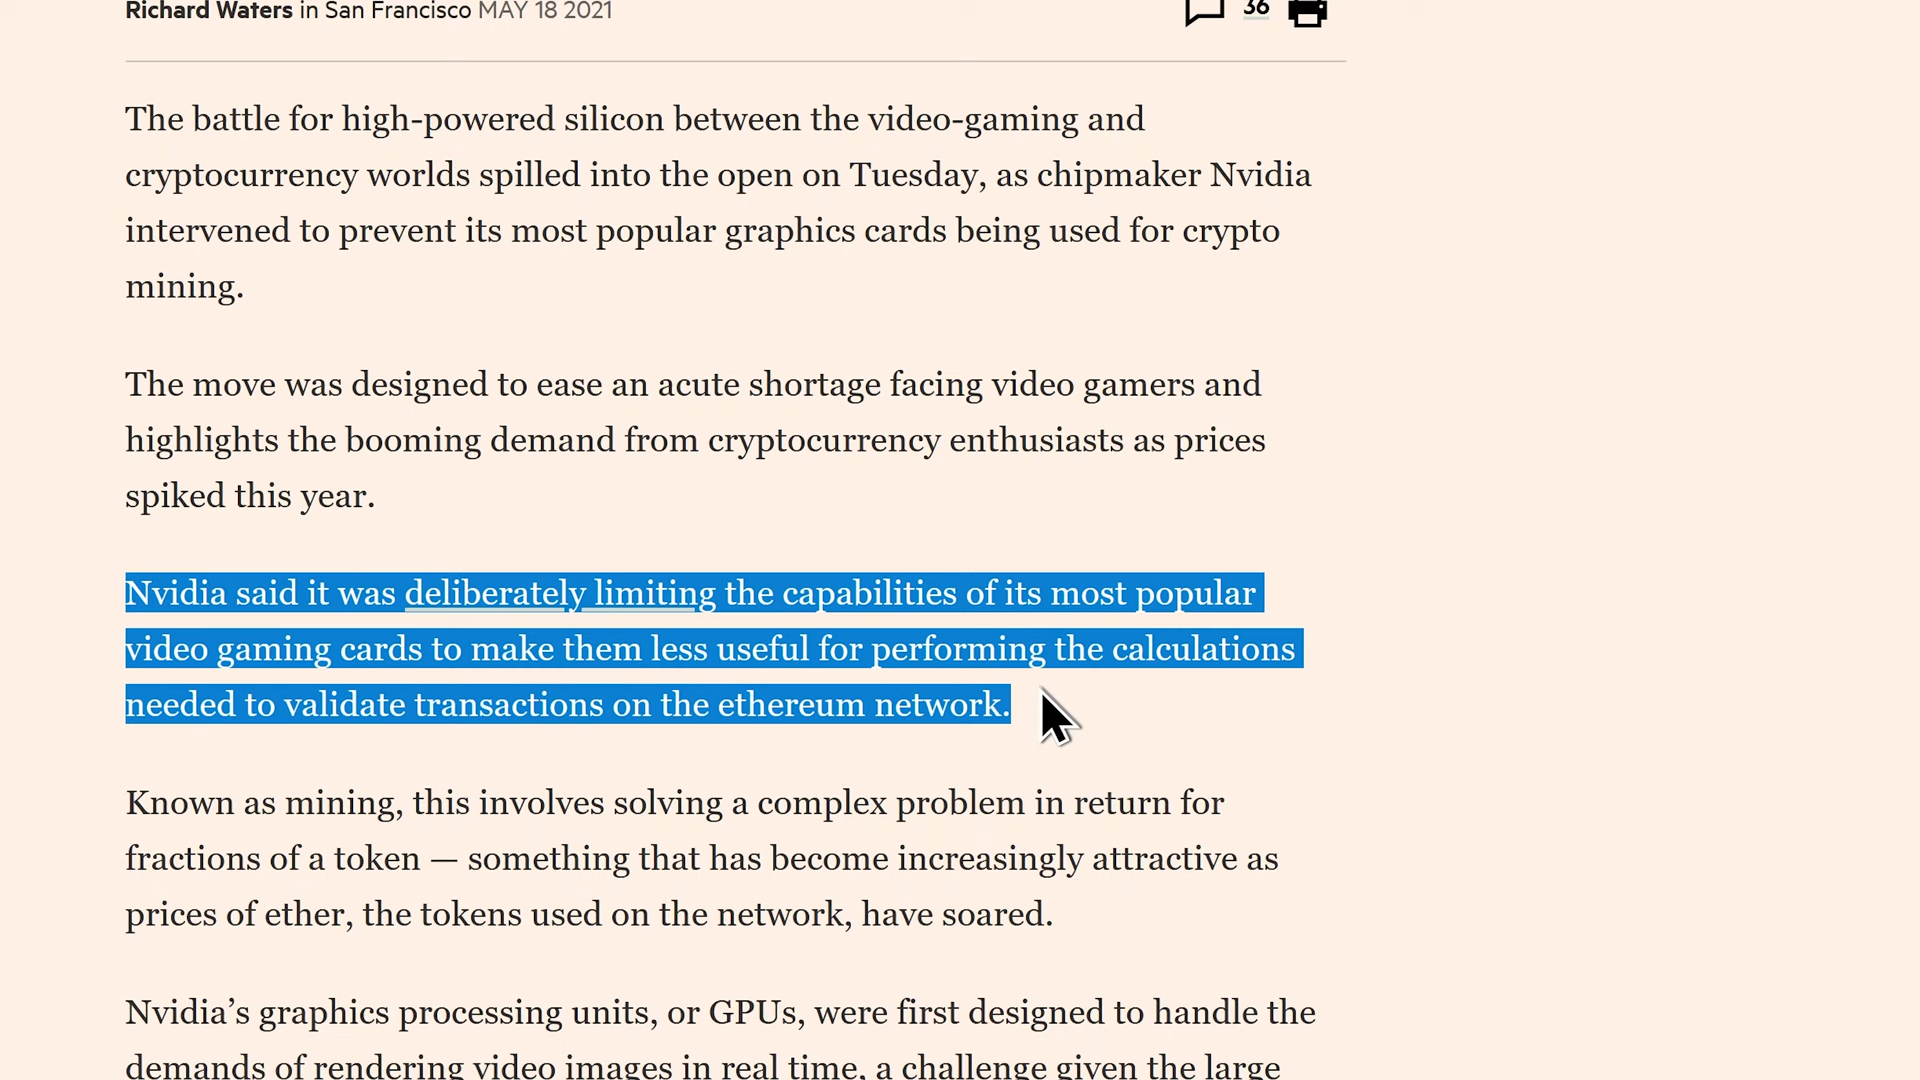 Richard Waters in San Francisco MAY 18 2021
36
The battle for high-powered silicon between the video-gaming and
cryptocurrency worlds spilled into the open on Tuesday, as chipmaker Nvidia
intervened to prevent its most popular graphics cards being used for crypto
mining.
The move was designed to ease an acute shortage facing video gamers and
highlights the booming demand from cryptocurrency enthusiasts as prices
spiked this year.
Nvidia said it was deliberately limiting the capabilities of its most popular
video gaming cards to make them less useful for performing the calculations
needed to validate transactions on the ethereum network.
Known as mining, this involves solving a complex problem in return for
fractions of a token — something that has become increasingly attractive as
prices of ether, the tokens used on the network, have soared.
Nvidia’s graphics processing units, or GPUs, were first designed to handle the
demands of rendering video images in real time, a challenge given the large